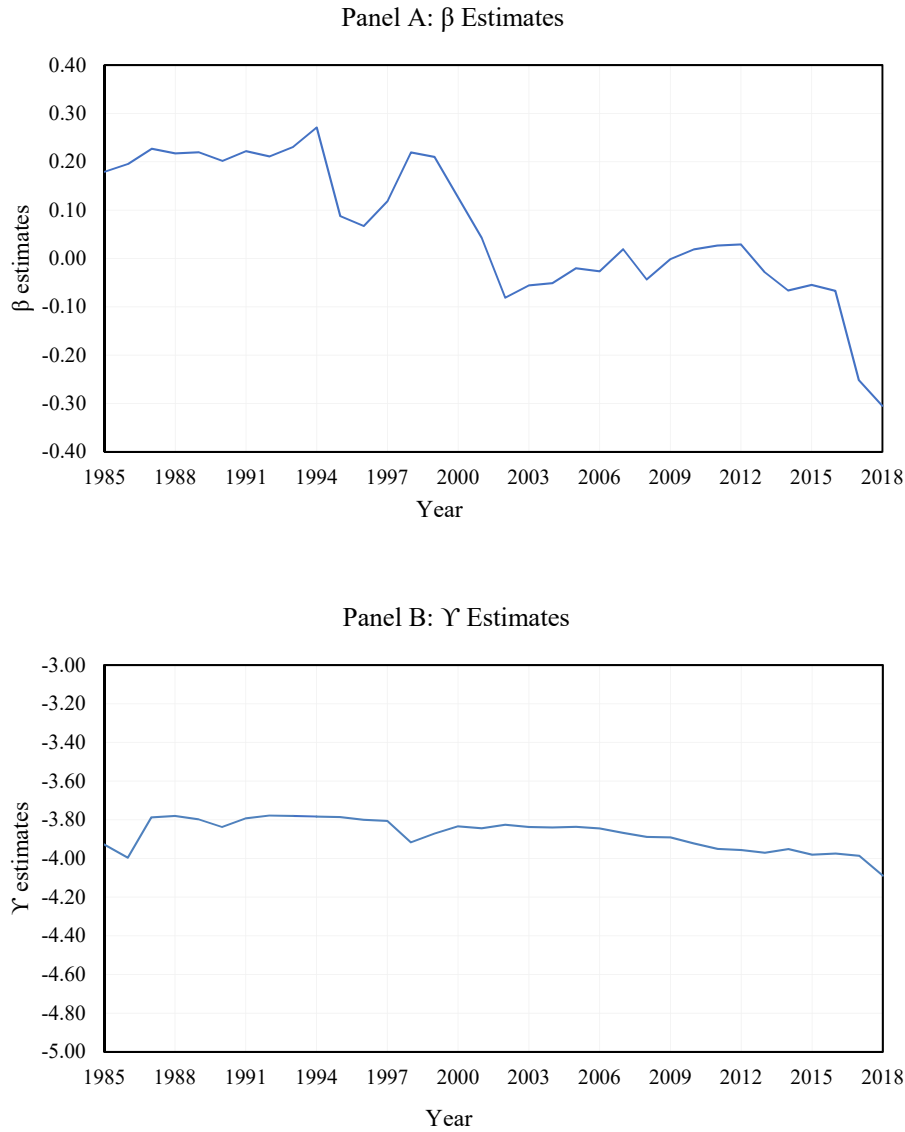 Panel A: β Estimates
0.40
0.30
0.20
0.10
0.00
-0.10
-0.20
-0.30
-0.40
β estimates
1985 1988 1991 1994 1997 2000 2003 2006 2009 2012 2015 2018
Year
Panel B: ϒ Estimates
-3.00
-3.20
-3.40
-3.60
-3.80
-4.00
-4.20
-4.40
-4.60
-4.80
-5.00
ϒ estimates
1985 1988 1991 1994 1997 2000 2003 2006 2009 2012 2015 2018
Year